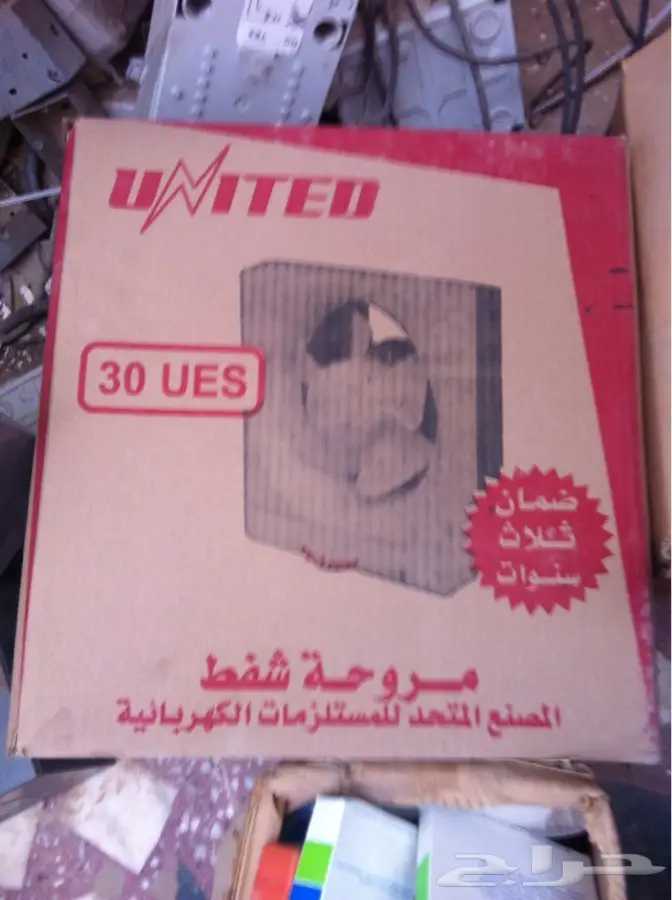 UNITED
30 UES
ضمان
ثلاث
سنوات
مروحة شفط
المصنع المتحد للمستلزمات الكهربائية
حراج